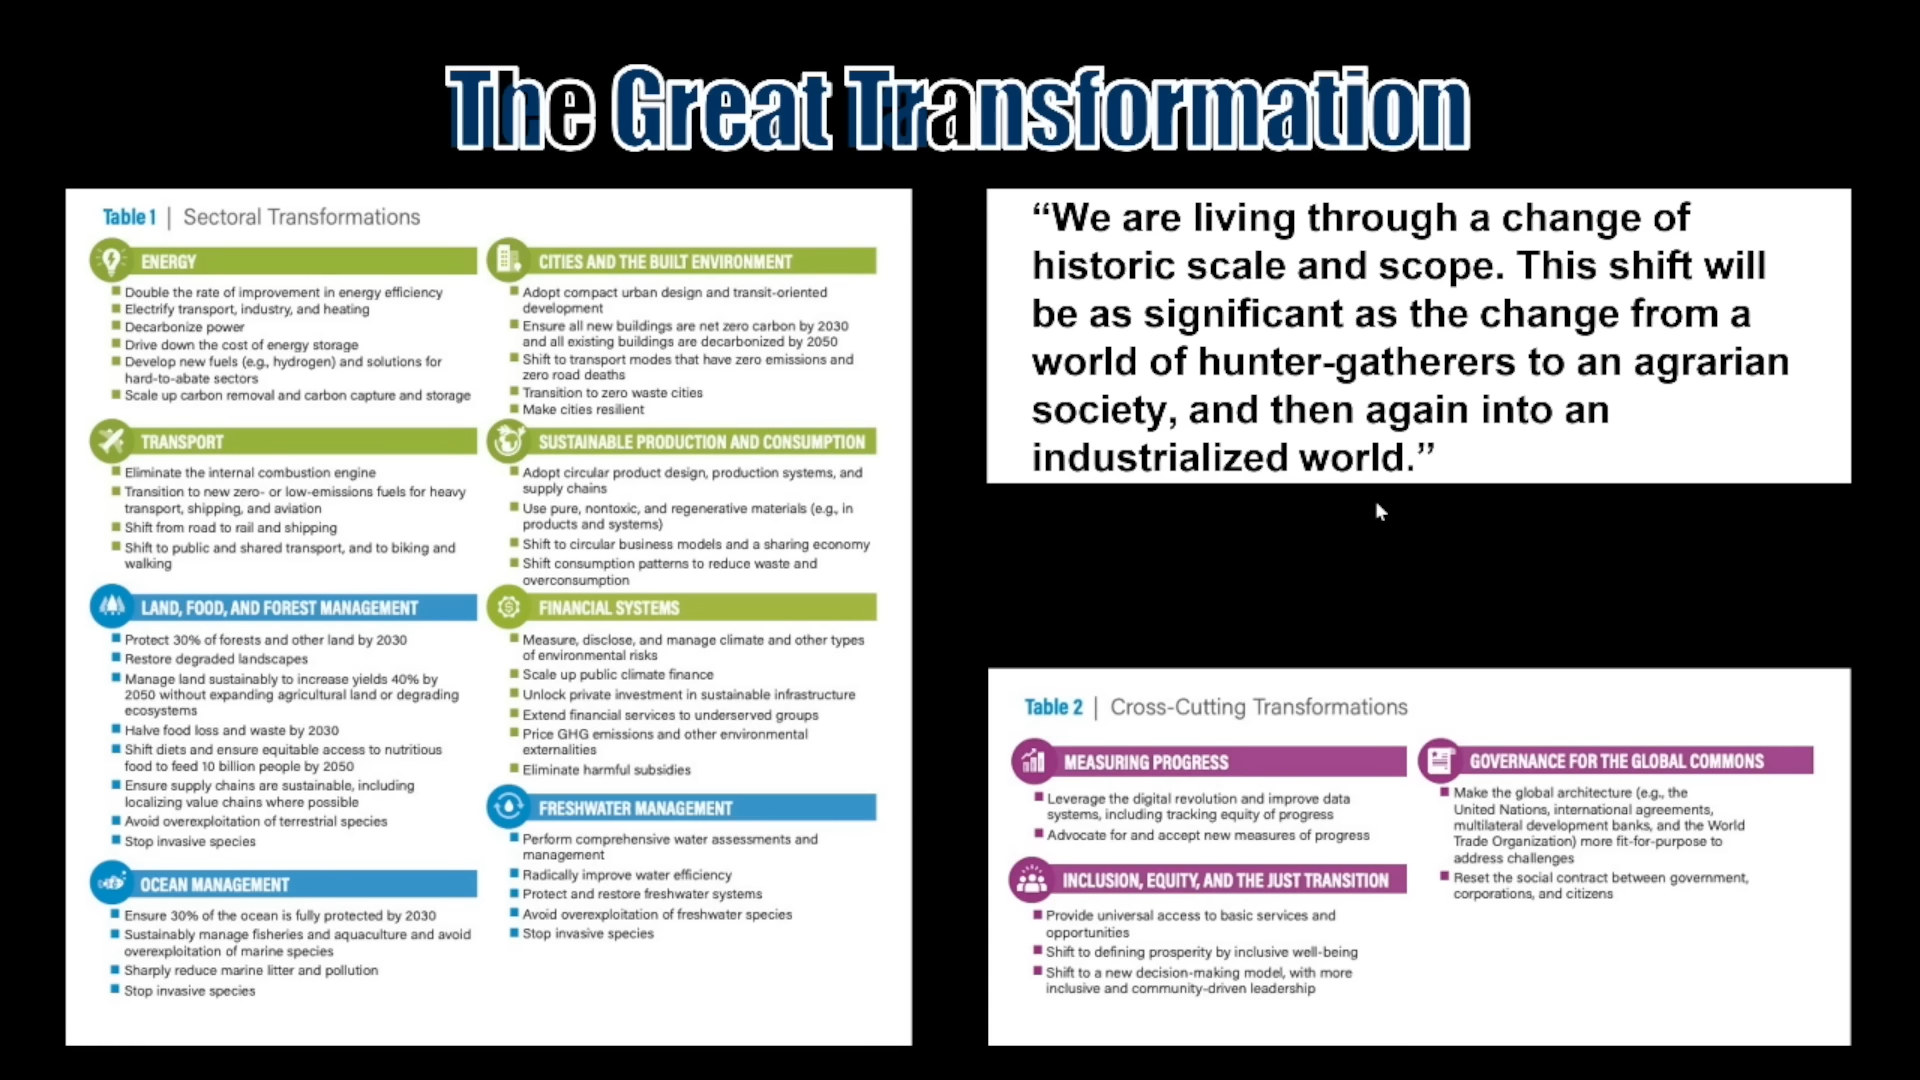 The Great Transformation
Table 1 | Sectoral Transformations
ENERGY
Double the rate of improvement in energy efficiency
Electrify transport, industry, and heating
Decarbonize power
Drive down the cost of energy storage
Develop new fuels (e.g., hydrogen) and solutions for
hard-to-abate sectors
Scale up carbon removal and carbon capture and storage
TRANSPORT
Eliminate the internal combustion engine
Transition to new zero- or low-emissions fuels for heavy
transport, shipping, and aviation
Shift from road to rail and shipping
Shift to public and shared transport, and to biking and
walking
LAND, FOOD, AND FOREST MANAGEMENT
Protect 30% of forests and other land by 2030
Restore degraded landscapes
Manage land sustainably to increase yields 40% by
2050 without expanding agricultural land or degrading
ecosystems
Halve food loss and waste by 2030
Shift diets and ensure equitable access to nutritious
food to feed 10 billion people by 2050
Ensure supply chains are sustainable, including
localizing value chains where possible
Avoid overexploitation of terrestrial species
Stop invasive species
OCEAN MANAGEMENT
Ensure 30% of the ocean is fully protected by 2030
Sustainably manage fisheries and aquaculture and avoid
overexploitation of marine species
Sharply reduce marine litter and pollution
Stop invasive species
CITIES AND THE BUILT ENVIRONMENT
Adopt compact urban design and transit-oriented
development
Ensure all new buildings are net zero carbon by 2030
and all existing buildings are decarbonized by 2050
Shift to transport modes that have zero emissions and
zero road deaths
Transition to zero waste cities
Make cities resilient
SUSTAINABLE PRODUCTION AND CONSUMPTION
Adopt circular product design, production systems, and
supply chains
Use pure, nontoxic, and regenerative materials (e.g., in
products and systems)
Shift to circular business models and a sharing economy
Shift consumption patterns to reduce waste and
overconsumption
FINANCIAL SYSTEMS
Measure, disclose, and manage climate and other types
of environmental risks
Scale up public climate finance
Unlock private investment in sustainable infrastructure
Extend financial services to underserved groups
Price GHG emissions and other environmental
externalities
Eliminate harmful subsidies
FRESHWATER MANAGEMENT
Perform comprehensive water assessments and
management
Radically improve water efficiency
Protect and restore freshwater systems
Avoid overexploitation of freshwater species
Stop invasive species
“We are living through a change of
historic scale and scope. This shift will
be as significant as the change from a
world of hunter-gatherers to an agrarian
society, and then again into an
industrialized world.”
Table 2 | Cross-Cutting Transformations
MEASURING PROGRESS
Leverage the digital revolution and improve data
systems, including tracking equity of progress
Advocate for and accept new measures of progress
INCLUSION, EQUITY, AND THE JUST TRANSITION
Provide universal access to basic services and
opportunities
Shift to defining prosperity by inclusive well-being
Shift to a new decision-making model, with more
inclusive and community-driven leadership
GOVERNANCE FOR THE GLOBAL COMMONS
Make the global architecture (e.g., the
United Nations, international agreements,
multilateral development banks, and the World
Trade Organization) more fit-for-purpose to
address challenges
Reset the social contract between government,
corporations, and citizens